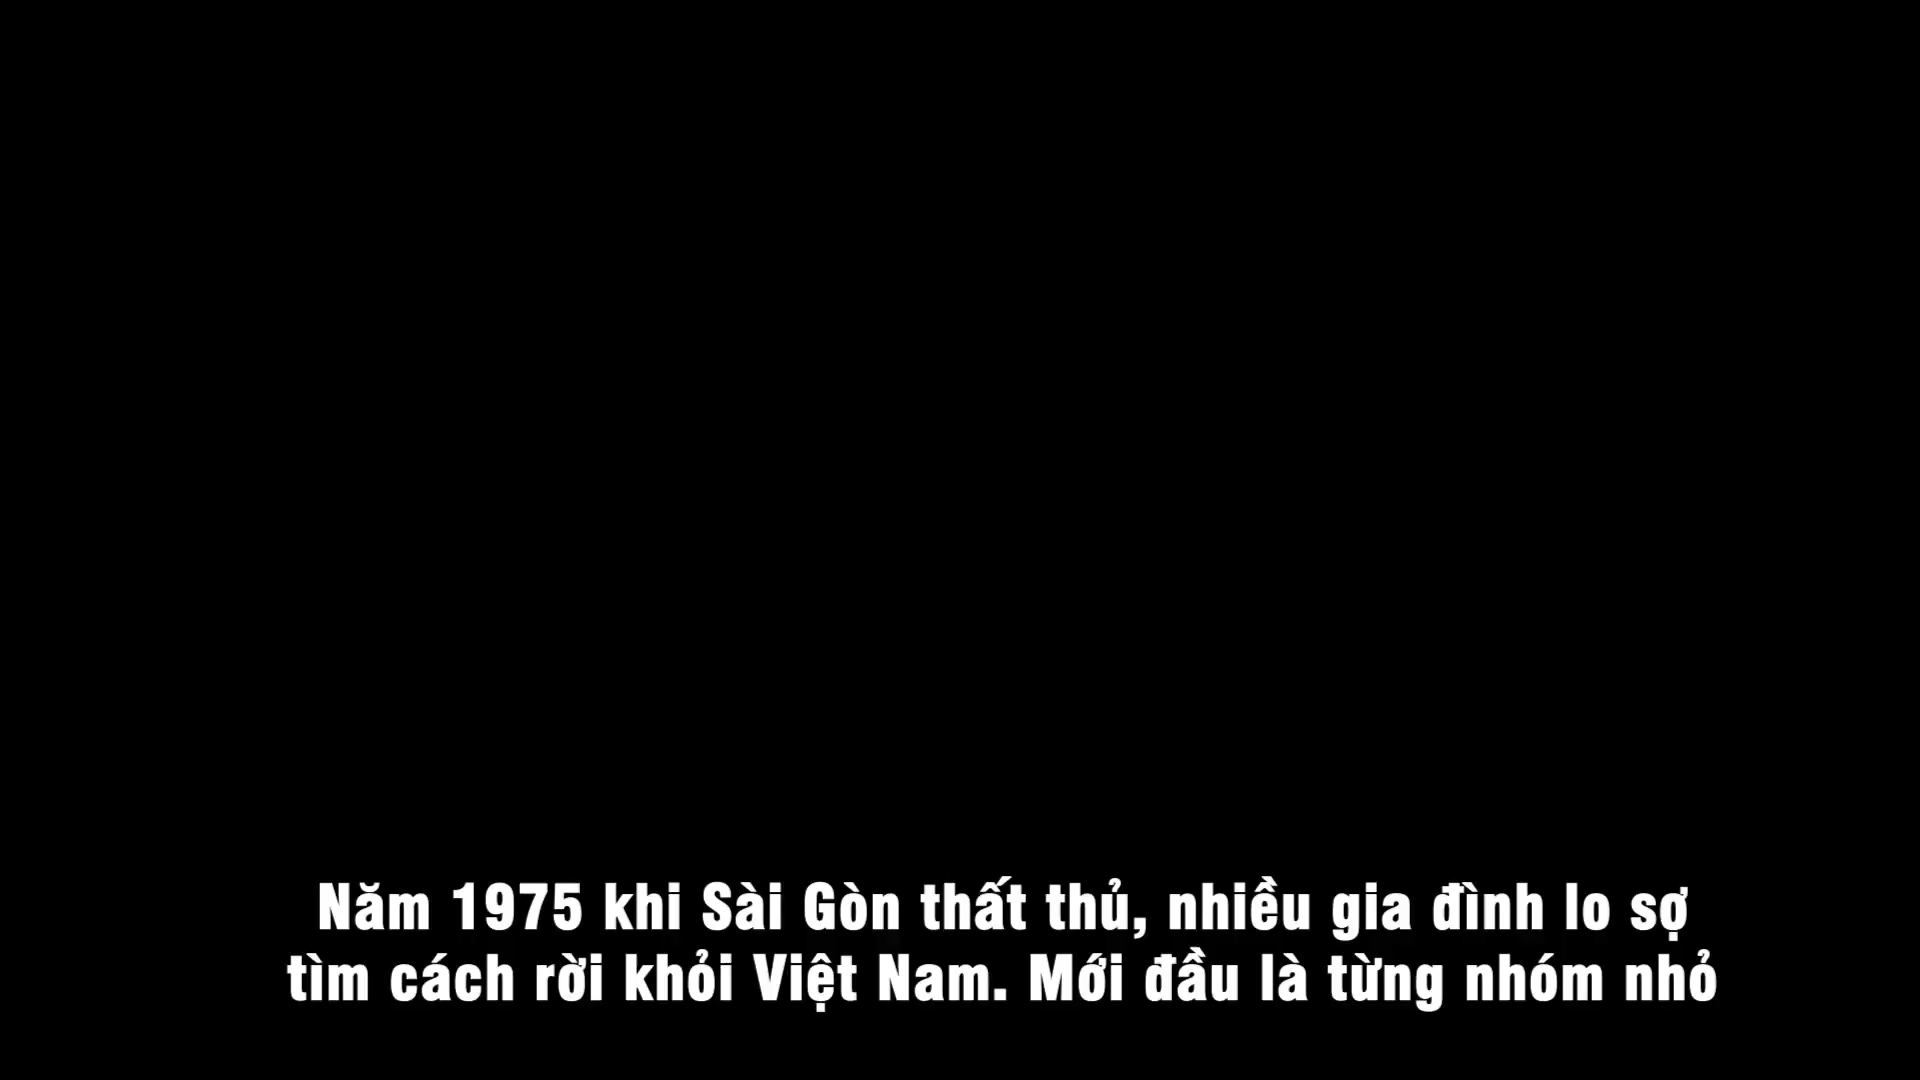 Năm 1975 khi Sài Gòn thất thủ, nhiều gia đình lo sợ
tìm cách rời khỏi Việt Nam. Mới đầu là từng nhóm nhỏ